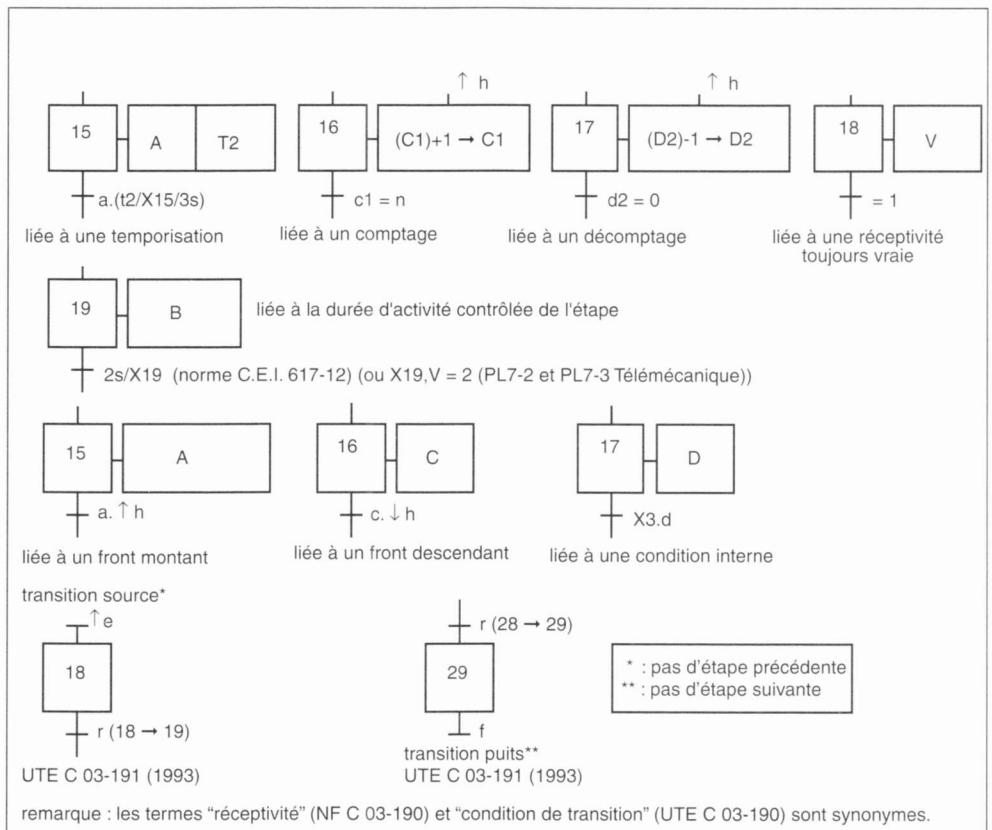 ↑ h
↑ h
15 A T2
16 (C1)+1 → C1
17 (D2)-1 → D2
18 V
a.(t2/X15/3s)
c1 = n
d2 = 0
= 1
liée à une temporisation
liée à un comptage
liée à un décomptage
liée à une réceptivité
toujours vraie
19 B
liée à la durée d'activité contrôlée de l'étape
2s/X19 (norme C.E.I. 617-12) (ou X19,V = 2 (PL7-2 et PL7-3 Télémécanique))
15 A
16 C
17 D
a. ↑ h
c. ↓ h
X3.d
liée à un front montant
liée à un front descendant
liée à une condition interne
transition source*
↑ e
18
r (18 → 19)
UTE C 03-191 (1993)
r (28 → 29)
29
f
transition puits**
UTE C 03-191 (1993)
* : pas d'étape précédente
** : pas d'étape suivante
remarque : les termes “réceptivité” (NF C 03-190) et “condition de transition” (UTE C 03-190) sont synonymes.